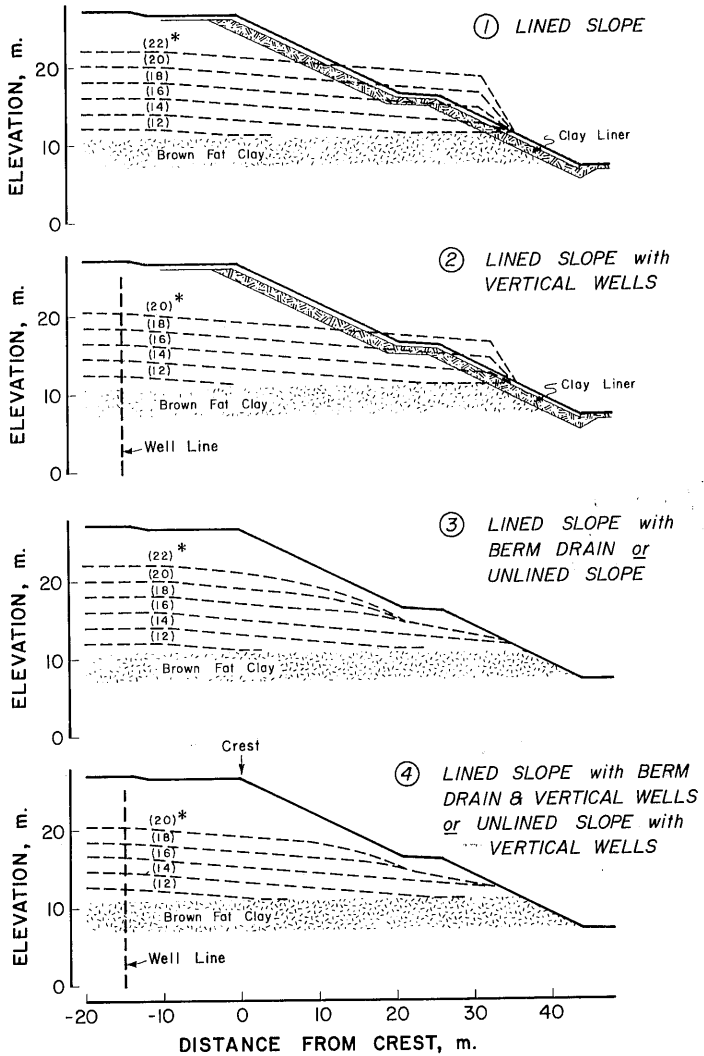 ① LINED SLOPE
(22)*
(20)
(18)
(16)
(14)
(12)
20
10
0
ELEVATION, m.
Clay Liner
Brown Fat Clay
② LINED SLOPE with
VERTICAL WELLS
(20)*
(18)
(16)
(14)
(12)
20
10
0
ELEVATION, m.
Clay Liner
Brown Fat Clay
Well Line
③ LINED SLOPE with
BERM DRAIN or
UNLINED SLOPE
(22)*
(20)
(18)
(16)
(14)
(12)
20
10
0
ELEVATION, m.
Brown Fat Clay
Crest
④ LINED SLOPE with BERM
DRAIN & VERTICAL WELLS
or UNLINED SLOPE with
VERTICAL WELLS
(20)*
(18)
(16)
(14)
(12)
20
10
0
ELEVATION, m.
Brown Fat Clay
Well Line
-20 -10 0 10 20 30 40
DISTANCE FROM CREST, m.